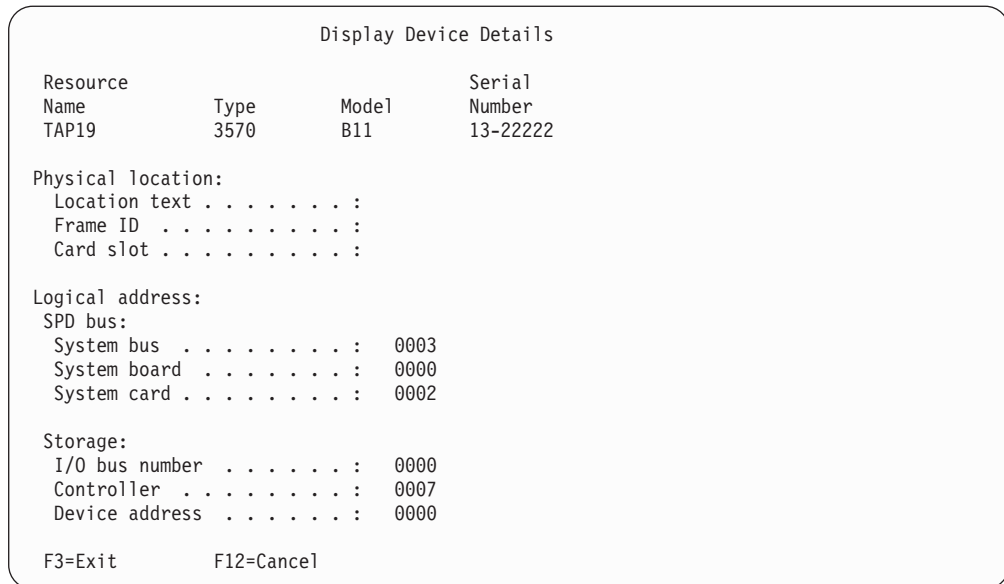 Display Device Details
Resource Serial
Name Type Model Number
TAP19 3570 B11 13-22222
Physical location:
Location text . . . . . . . :
Frame ID . . . . . . . . . :
Card slot . . . . . . . . . :
Logical address:
SPD bus:
System bus . . . . . . . . : 0003
System board . . . . . . . : 0000
System card . . . . . . . . : 0002
Storage:
I/O bus number . . . . . . : 0000
Controller . . . . . . . . : 0007
Device address . . . . . . : 0000
F3=Exit F12=Cancel